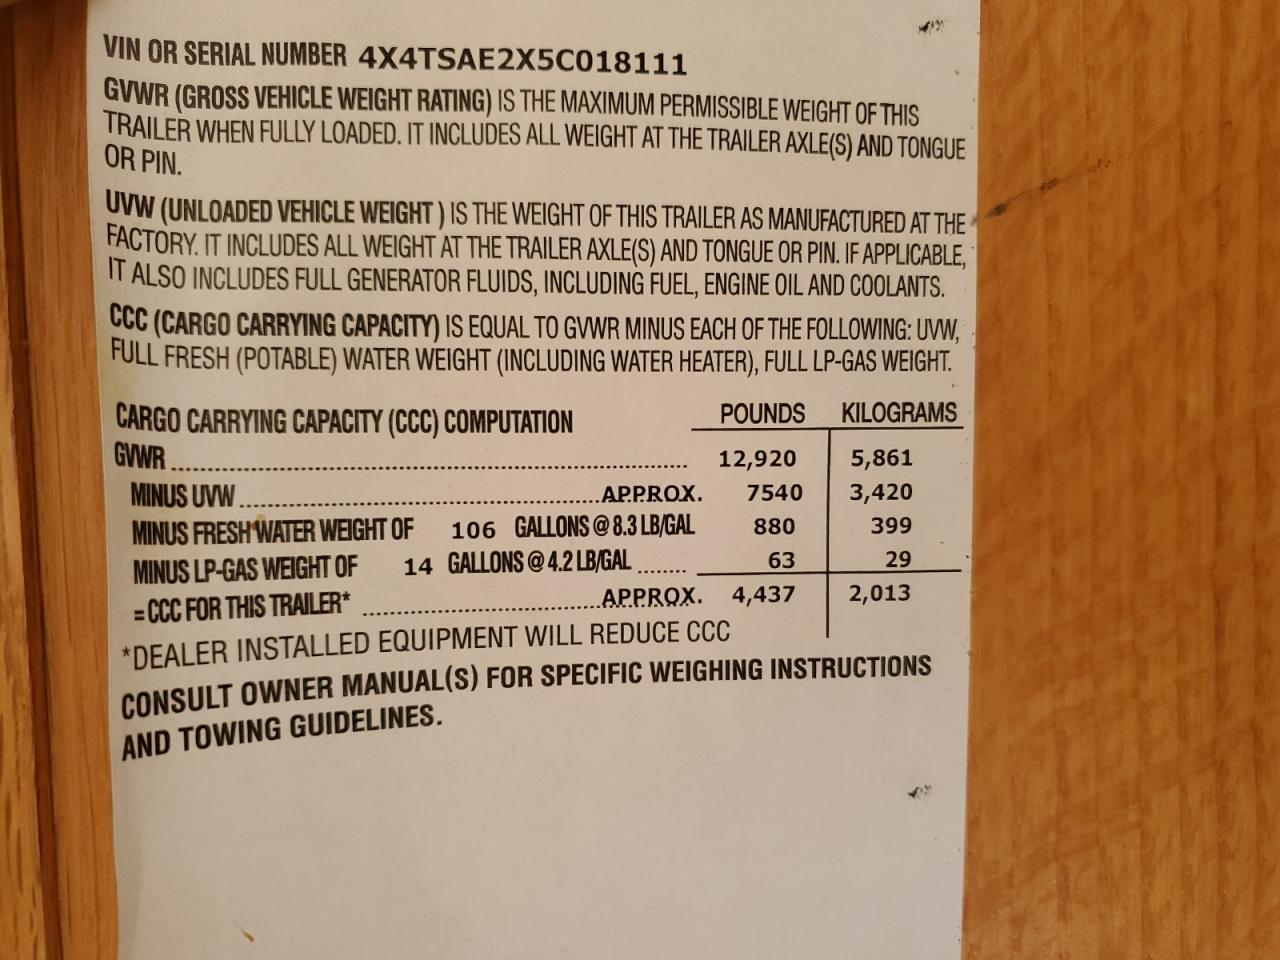 VIN OR SERIAL NUMBER 4X4TSAE2X5C018111
GVWR (GROSS VEHICLE WEIGHT RATING) IS THE MAXIMUM PERMISSIBLE WEIGHT OF THIS
TRAILER WHEN FULLY LOADED. IT INCLUDES ALL WEIGHT AT THE TRAILER AXLE(S) AND TONGUE
OR PIN.
UVW (UNLOADED VEHICLE WEIGHT ) IS THE WEIGHT OF THIS TRAILER AS MANUFACTURED AT THE
FACTORY. IT INCLUDES ALL WEIGHT AT THE TRAILER AXLE(S) AND TONGUE OR PIN. IF APPLICABLE,
IT ALSO INCLUDES FULL GENERATOR FLUIDS, INCLUDING FUEL, ENGINE OIL AND COOLANTS.
CCC (CARGO CARRYING CAPACITY) IS EQUAL TO GVWR MINUS EACH OF THE FOLLOWING: UVW,
FULL FRESH (POTABLE) WATER WEIGHT (INCLUDING WATER HEATER), FULL LP-GAS WEIGHT.
CARGO CARRYING CAPACITY (CCC) COMPUTATION POUNDS KILOGRAMS
GVWR ........ 12,920 5,861
MINUS UVW ........ APPROX. 7540 3,420
MINUS FRESH WATER WEIGHT OF 106 GALLONS @ 8.3 LB/GAL 880 399
MINUS LP-GAS WEIGHT OF 14 GALLONS @ 4.2 LB/GAL ........ 63 29
= CCC FOR THIS TRAILER* ........ APPROX. 4,437 2,013
*DEALER INSTALLED EQUIPMENT WILL REDUCE CCC
CONSULT OWNER MANUAL(S) FOR SPECIFIC WEIGHING INSTRUCTIONS
AND TOWING GUIDELINES.